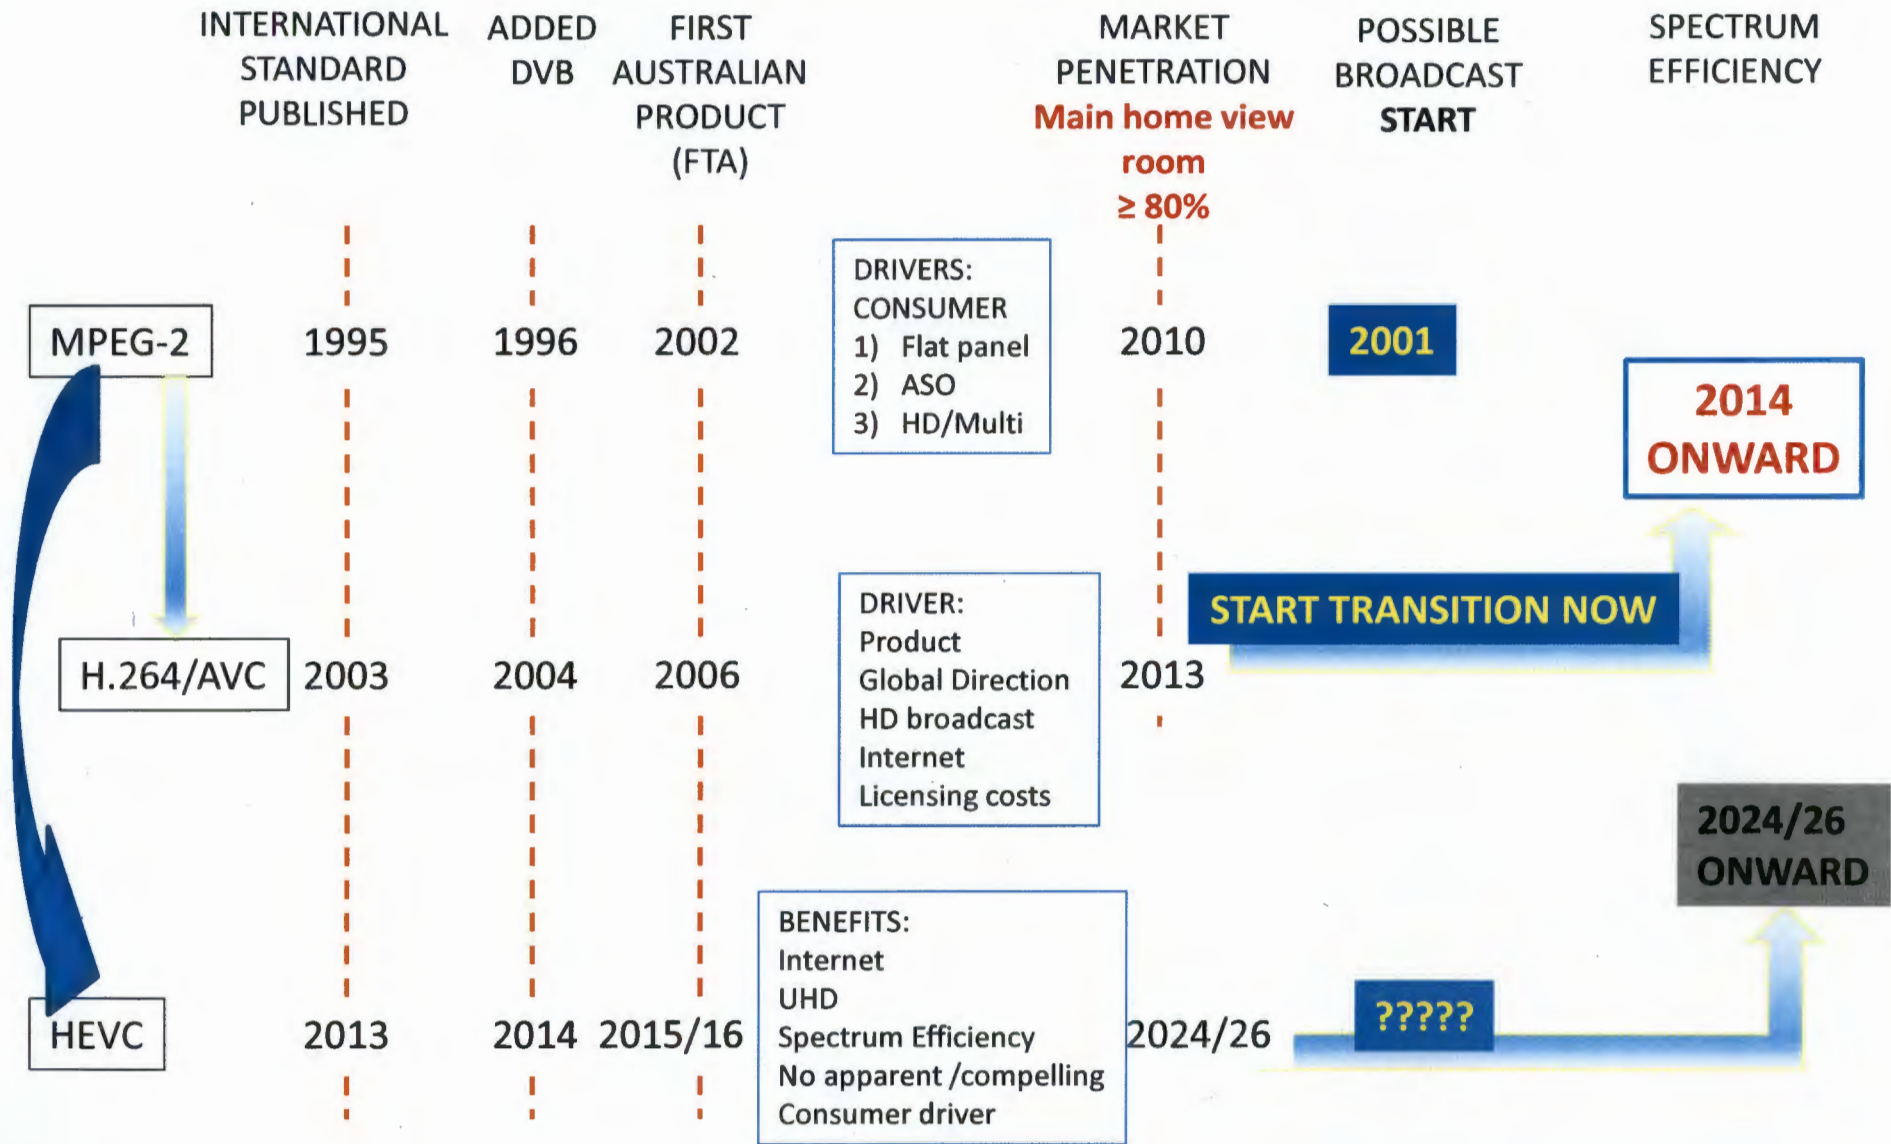 INTERNATIONAL
STANDARD
PUBLISHED
ADDED
DVB
FIRST
AUSTRALIAN
PRODUCT
(FTA)
MARKET
PENETRATION
Main home view
room
≥ 80%
POSSIBLE
BROADCAST
START
SPECTRUM
EFFICIENCY
MPEG-2
1995
1996
2002
DRIVERS:
CONSUMER
1) Flat panel
2) ASO
3) HD/Multi
2010
2001
2014
ONWARD
H.264/AVC
2003
2004
2006
DRIVER:
Product
Global Direction
HD broadcast
Internet
Licensing costs
2013
START TRANSITION NOW
HEVC
2013
2014
2015/16
BENEFITS:
Internet
UHD
Spectrum Efficiency
No apparent /compelling
Consumer driver
2024/26
?????
2024/26
ONWARD